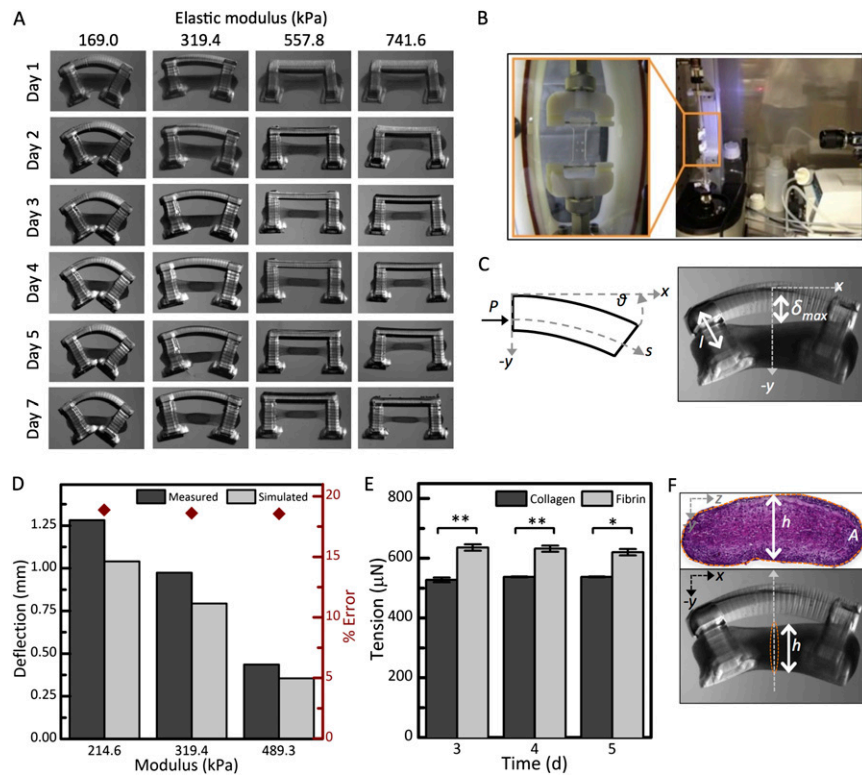 A
Elastic modulus (kPa)
169.0 319.4 557.8 741.6
Day 1
Day 2
Day 3
Day 4
Day 5
Day 7
B
C
P
ϑ
x
-y
s
x
δmax
l
-y
D
Measured Simulated
Deflection (mm)
1.25
1.00
0.75
0.50
0.25
0.00
214.6 319.4 489.3
Modulus (kPa)
20
15
10
5
0
% Error
E
Collagen Fibrin
Tension (µN)
800
600
400
200
0
** ** *
3 4 5
Time (d)
F
z
h
A
x
-y
h